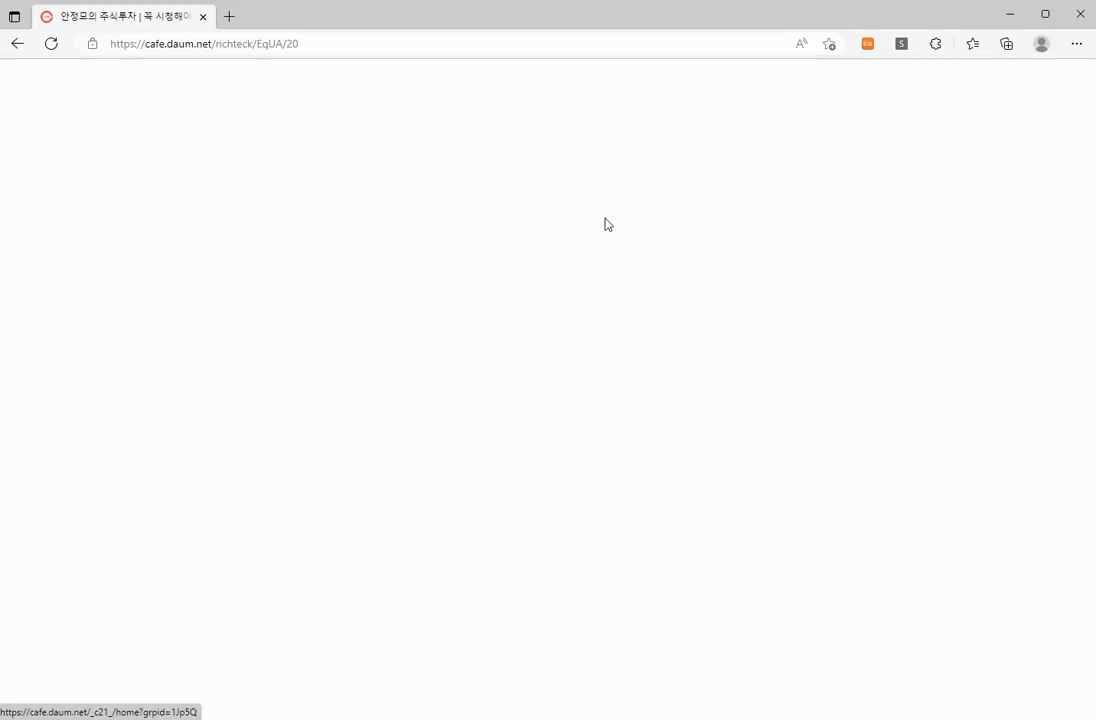 안정모의 주식투자 | 꼭 시청해야
https://cafe.daum.net/richteck/EqUA/20
https://cafe.daum.net/_c21_/home?grpid=1Jp5Q